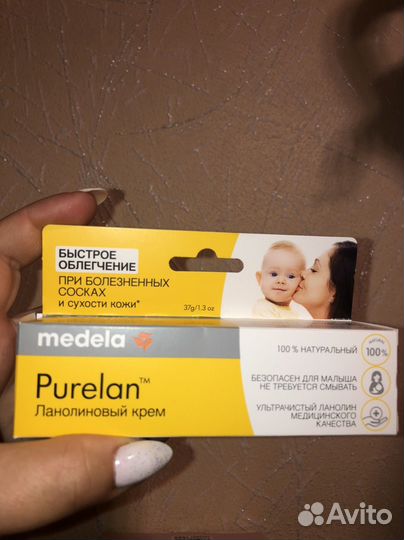 БЫСТРОЕ
ОБЛЕГЧЕНИЕ
ПРИ БОЛЕЗНЕННЫХ
СОСКАХ
и СУХОСТИ КОЖИ*
37g/1.3 oz
medela
Purelan™
Ланолиновый крем
100 % НАТУРАЛЬНЫЙ
NATURAL
100%
БЕЗОПАСЕН ДЛЯ МАЛЫША
НЕ ТРЕБУЕТСЯ СМЫВАТЬ
УЛЬТРАЧИСТЫЙ ЛАНОЛИН
МЕДИЦИНСКОГО
КАЧЕСТВА
Avito